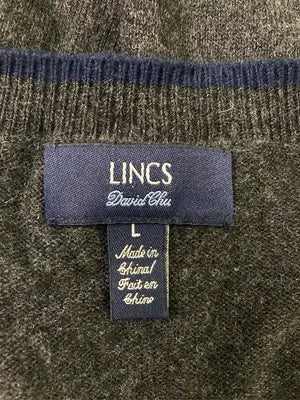 LINCS
David Chu
L
Made in
China/
Fait en
Chine